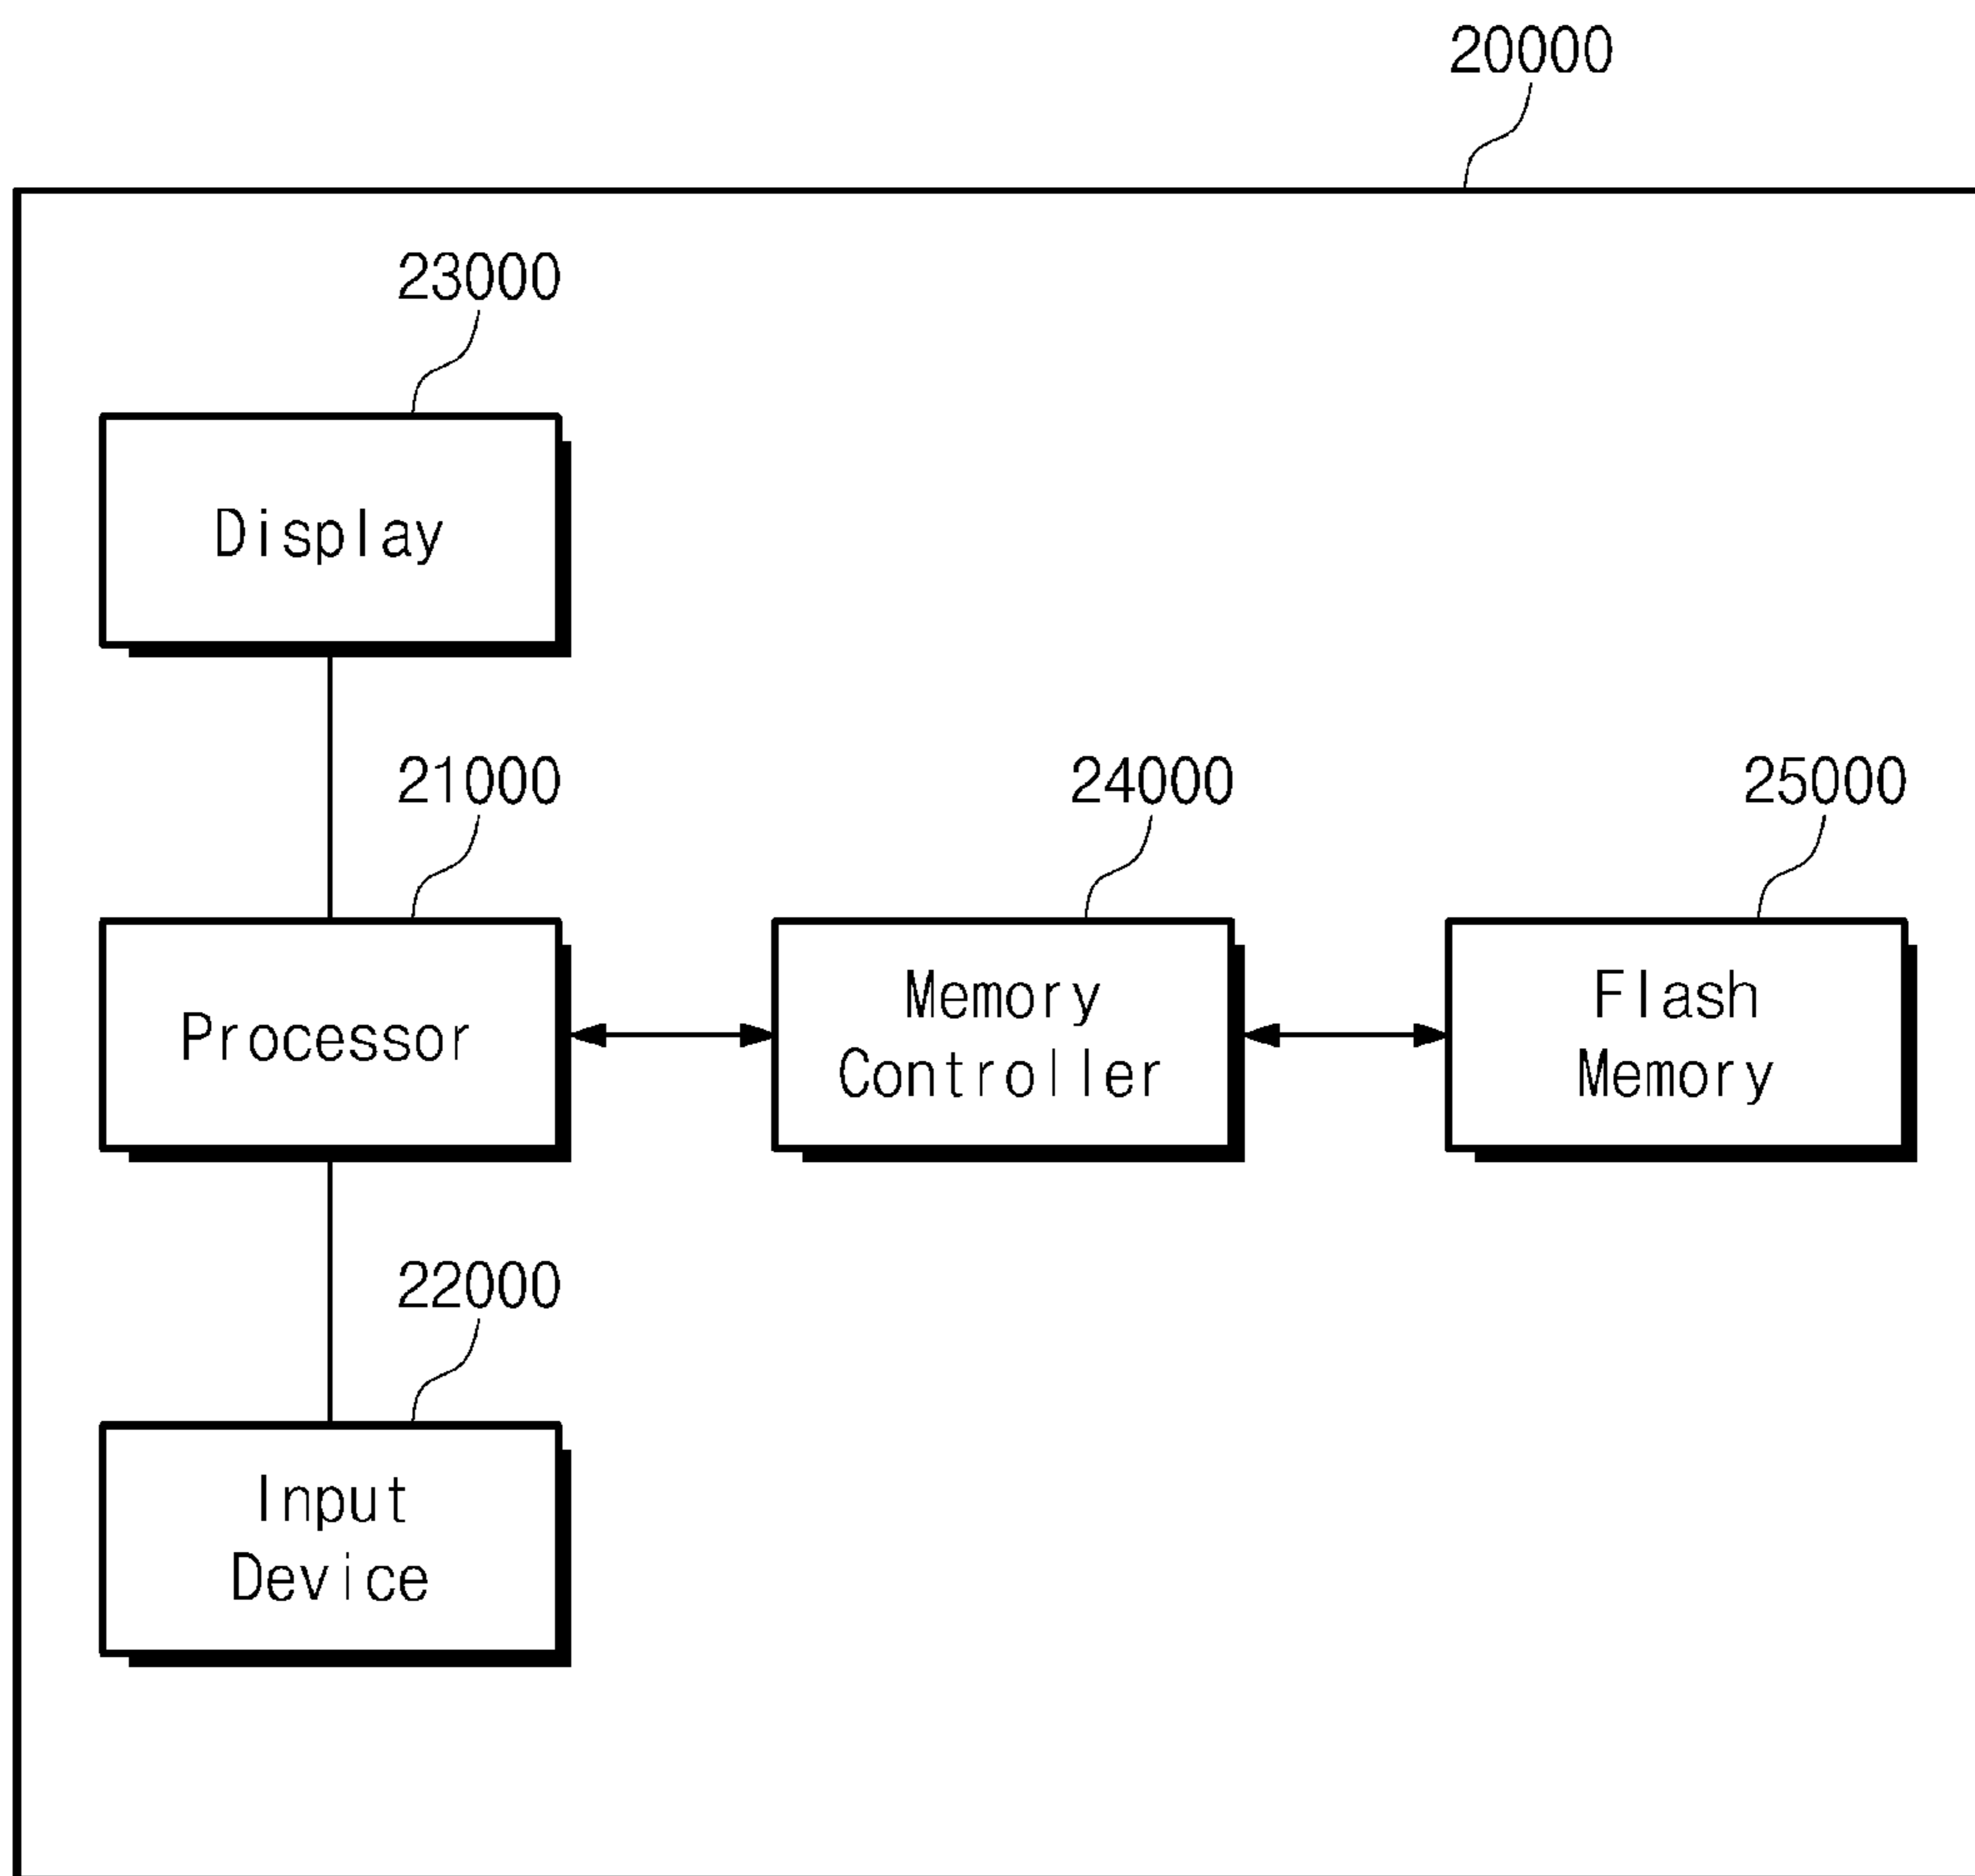 20000
23000
Display
21000
24000
25000
Processor
Memory
Controller
Flash
Memory
22000
Input
Device